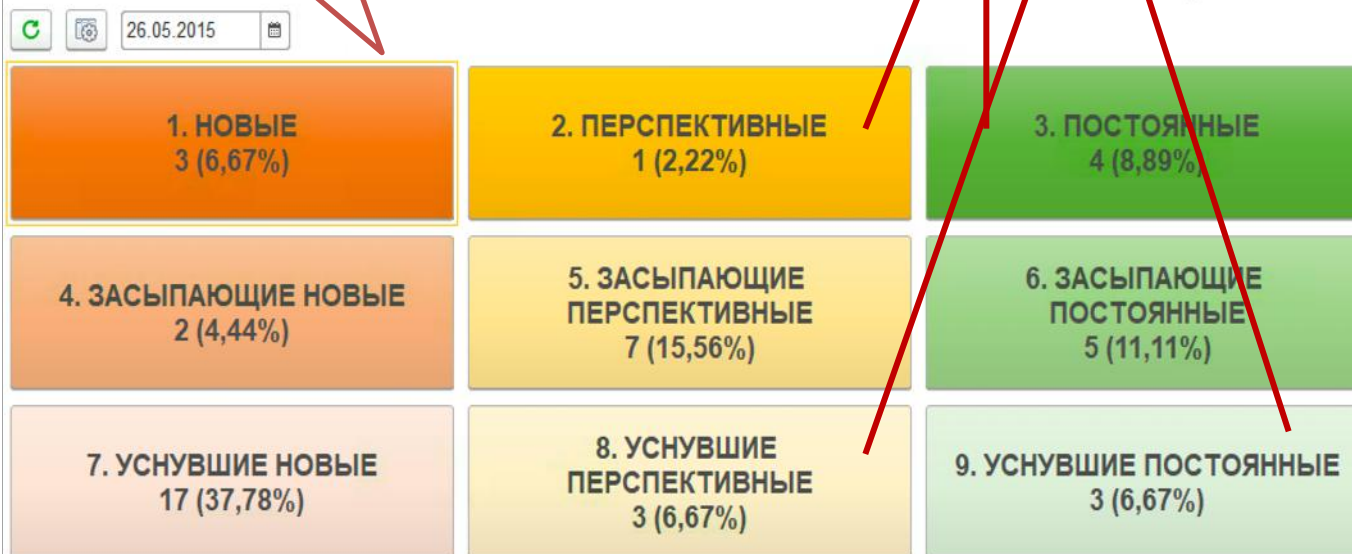 26.05.2015
1. НОВЫЕ
3 (6,67%)
2. ПЕРСПЕКТИВНЫЕ
1 (2,22%)
3. ПОСТОЯННЫЕ
4 (8,89%)
4. ЗАСЫПАЮЩИЕ НОВЫЕ
2 (4,44%)
5. ЗАСЫПАЮЩИЕ
ПЕРСПЕКТИВНЫЕ
7 (15,56%)
6. ЗАСЫПАЮЩИЕ
ПОСТОЯННЫЕ
5 (11,11%)
7. УСНУВШИЕ НОВЫЕ
17 (37,78%)
8. УСНУВШИЕ
ПЕРСПЕКТИВНЫЕ
3 (6,67%)
9. УСНУВШИЕ ПОСТОЯННЫЕ
3 (6,67%)